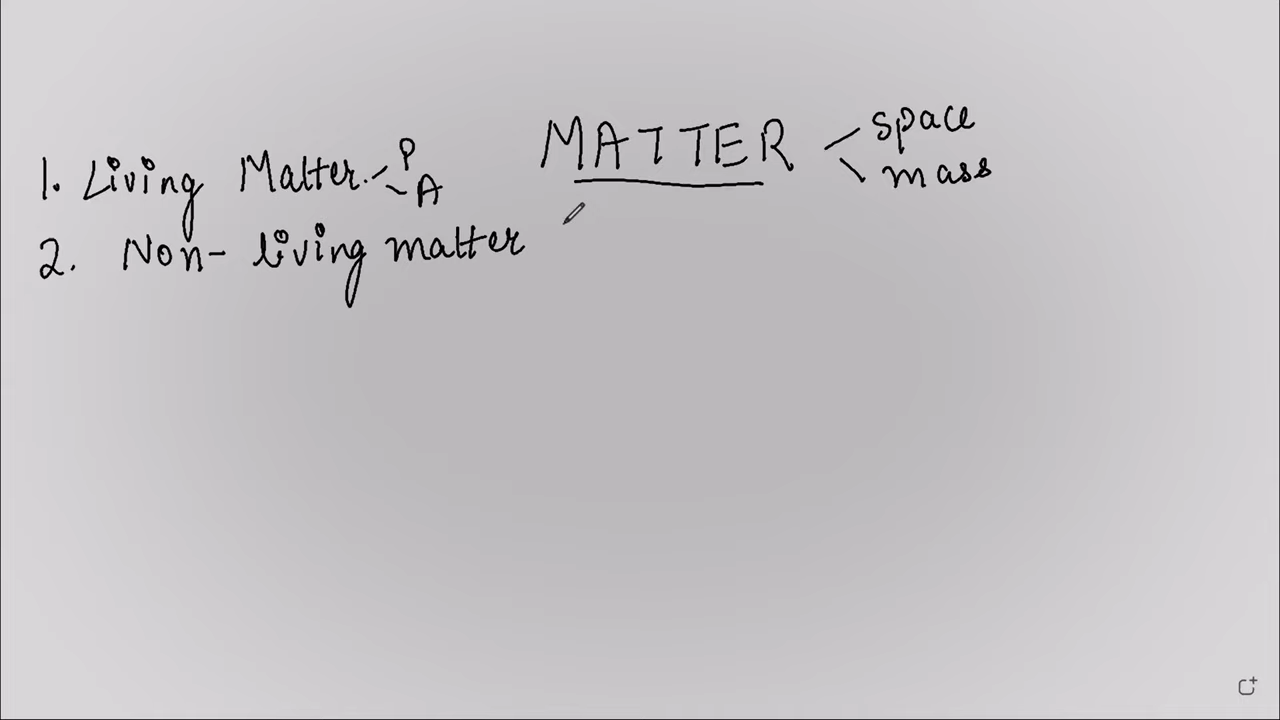 MATTER
space
mass
1. Living Matter.
P
A
2. Non-living matter